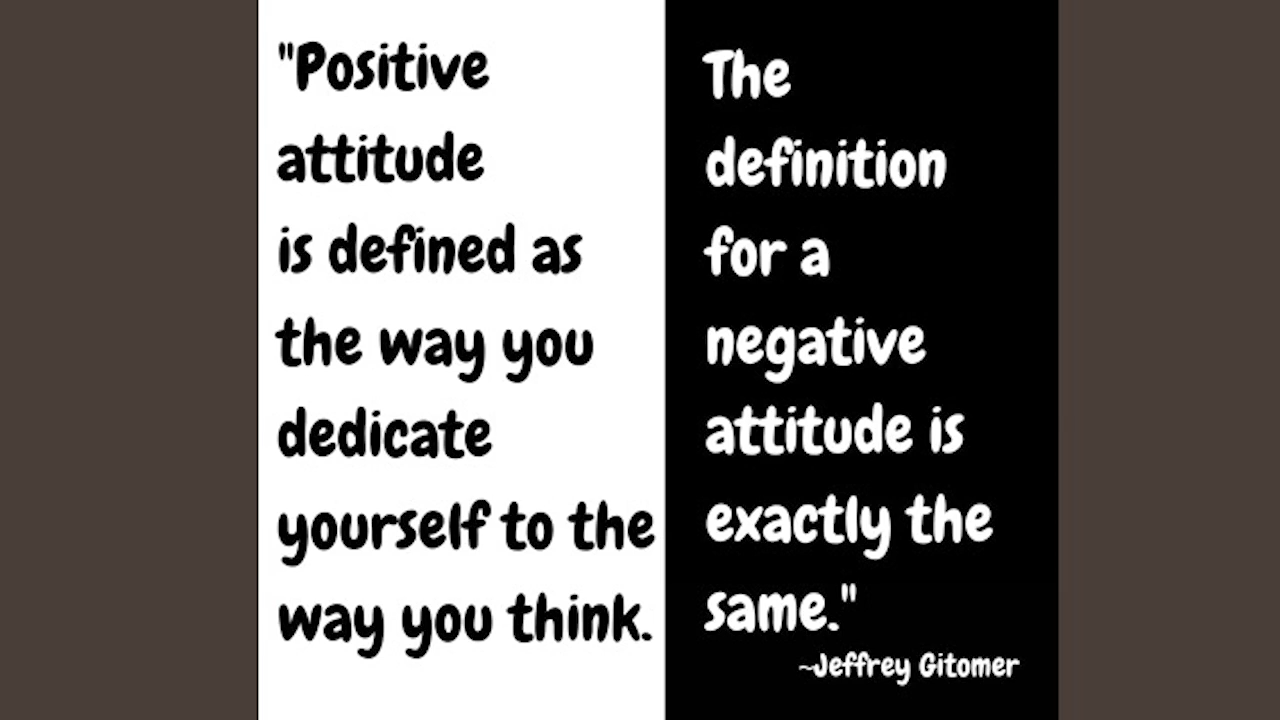 "Positive
attitude
is defined as
the way you
dedicate
yourself to the
way you think.
The
definition
for a
negative
attitude is
exactly the
same."
~Jeffrey Gitomer